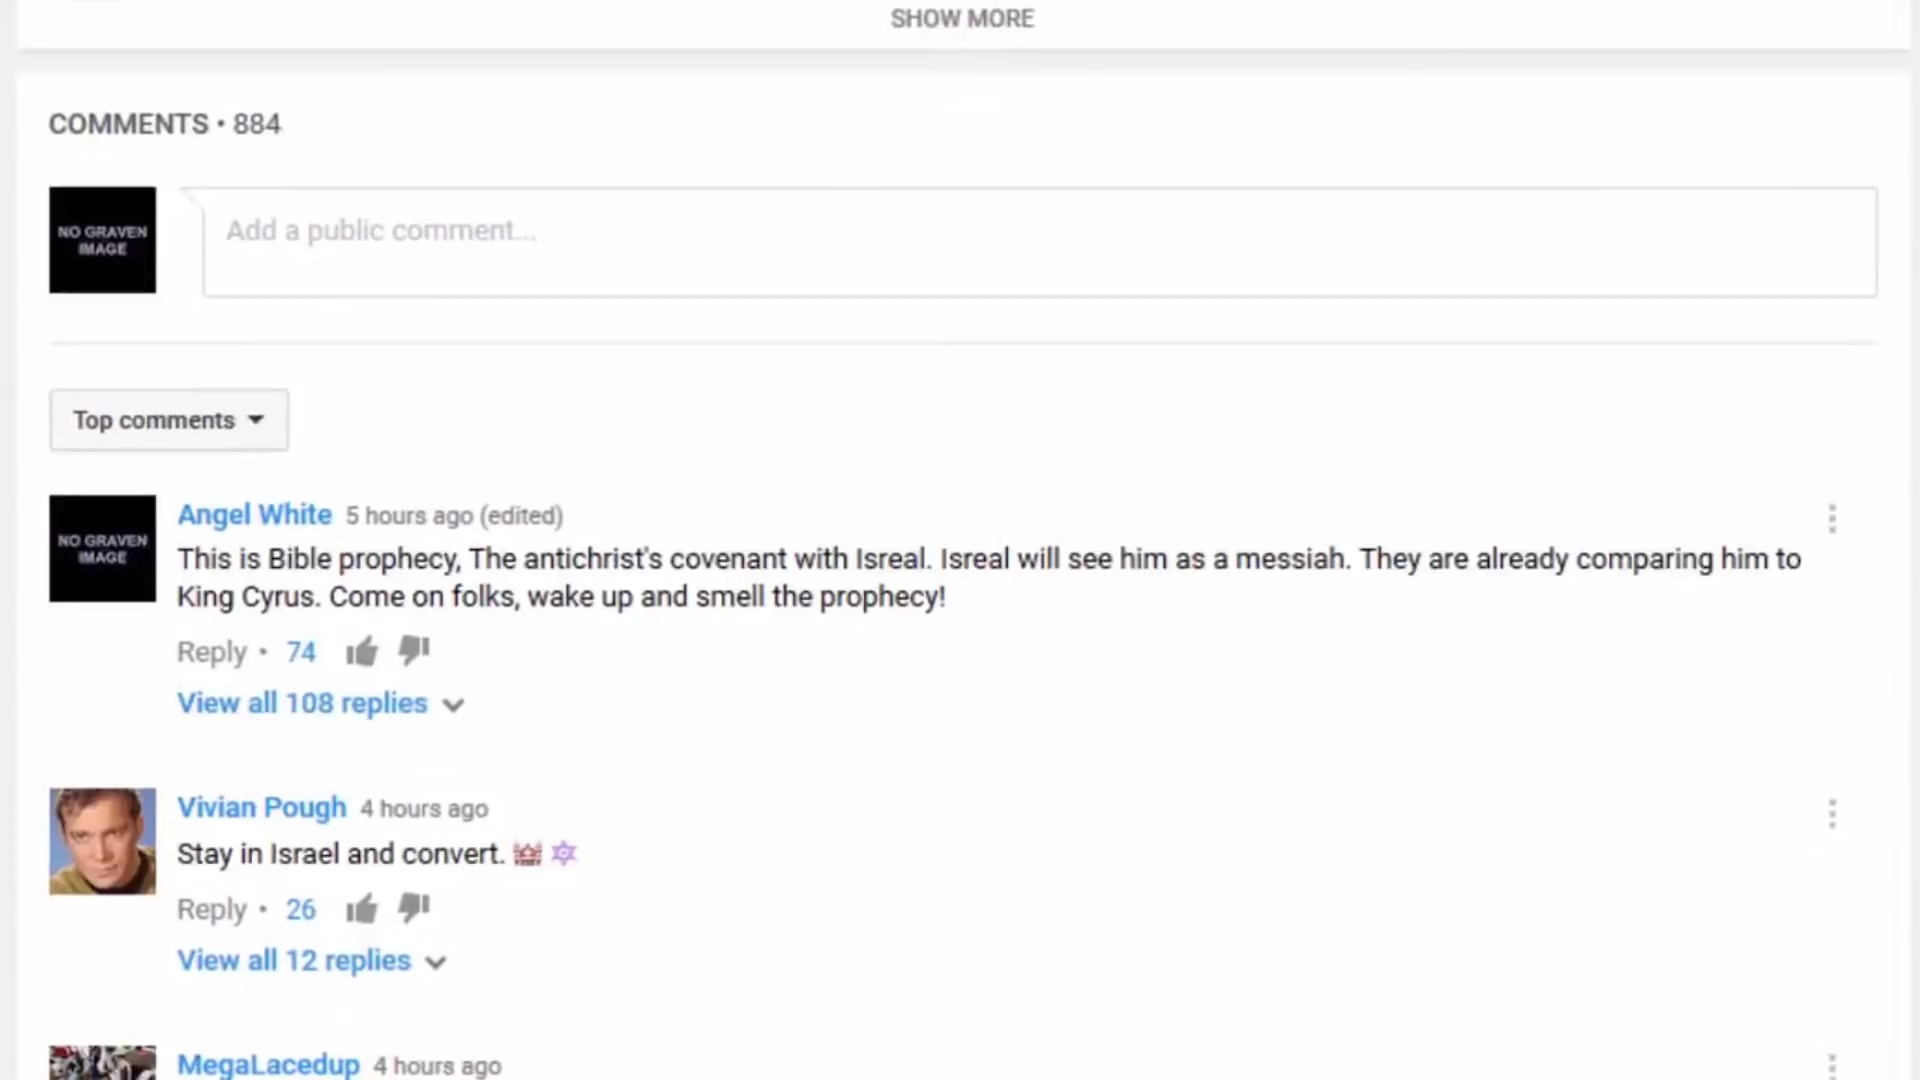 SHOW MORE
COMMENTS • 884
NO GRAVEN
IMAGE
Add a public comment...
Top comments
NO GRAVEN
IMAGE
Angel White 5 hours ago (edited)
This is Bible prophecy, The antichrist's covenant with Isreal. Isreal will see him as a messiah. They are already comparing him to
King Cyrus. Come on folks, wake up and smell the prophecy!
Reply • 74
View all 108 replies
Vivian Pough 4 hours ago
Stay in Israel and convert.
Reply • 26
View all 12 replies
MegaLacedup 4 hours ago